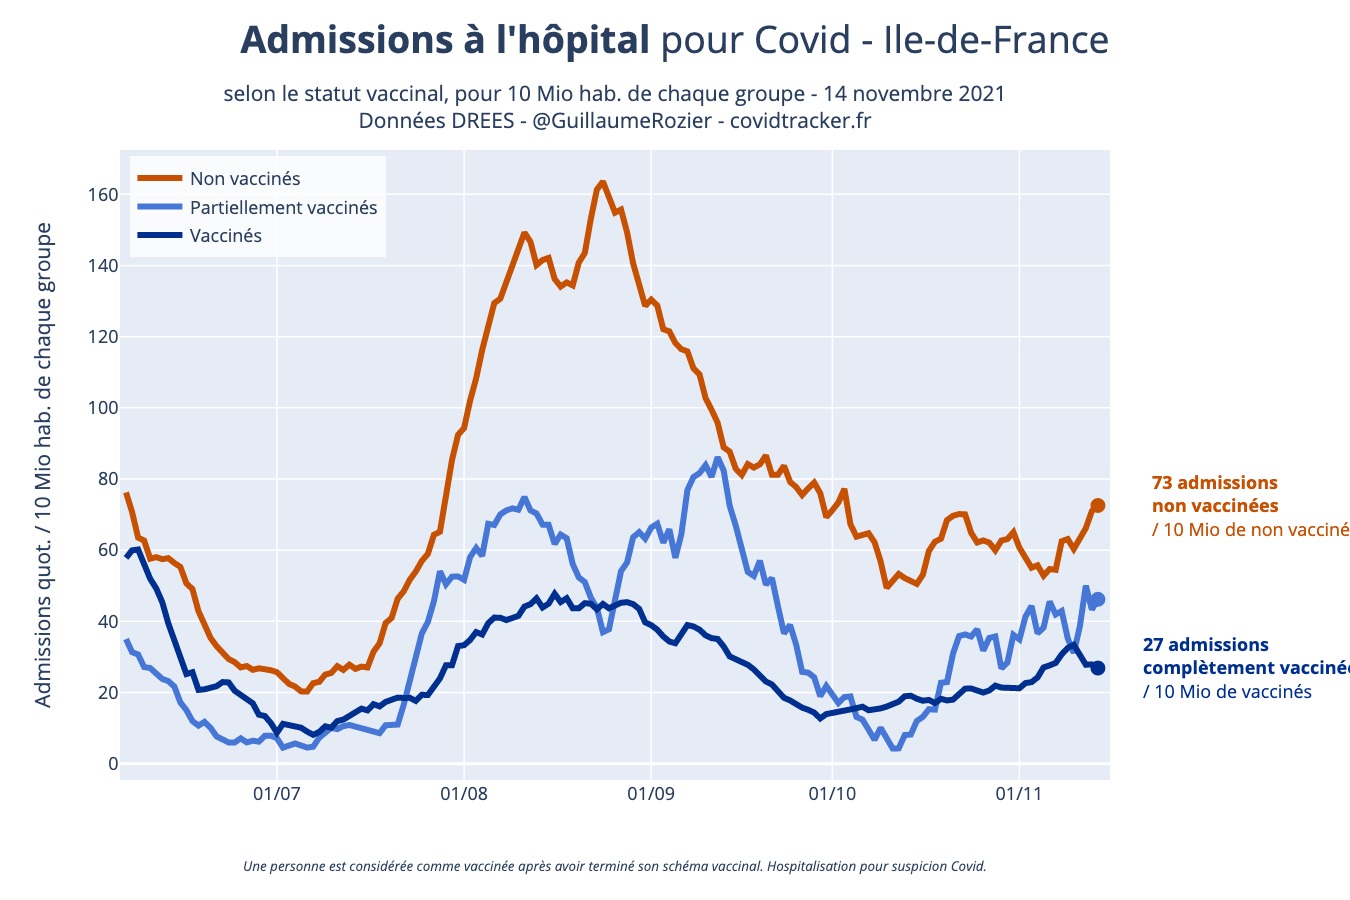 Admissions à l'hôpital pour Covid - Ile-de-France
selon le statut vaccinal, pour 10 Mio hab. de chaque groupe - 14 novembre 2021
Données DREES - @GuillaumeRozier - covidtracker.fr
Non vaccinés
Partiellement vaccinés
Vaccinés
Admissions quot. / 10 Mio hab. de chaque groupe
160
140
120
100
80
60
40
20
0
01/07
01/08
01/09
01/10
01/11
73 admissions
non vaccinées
/ 10 Mio de non vacciné
27 admissions
complètement vacciné
/ 10 Mio de vaccinés
Une personne est considérée comme vaccinée après avoir terminé son schéma vaccinal. Hospitalisation pour suspicion Covid.